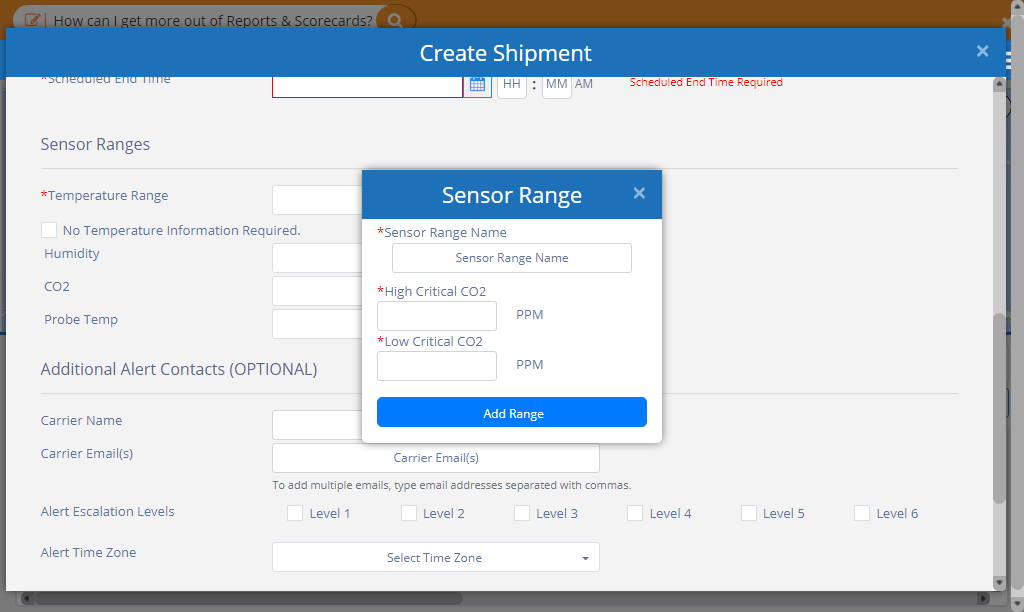 How can I get more out of Reports & Scorecards?
Create Shipment ×
*Scheduled End Time HH : MM AM Scheduled End Time Required
Sensor Ranges
*Temperature Range
No Temperature Information Required.
Humidity
CO2
Probe Temp
Sensor Range ×
*Sensor Range Name
Sensor Range Name
*High Critical CO2
PPM
*Low Critical CO2
PPM
Add Range
Additional Alert Contacts (OPTIONAL)
Carrier Name
Carrier Email(s) Carrier Email(s)
To add multiple emails, type email addresses separated with commas.
Alert Escalation Levels Level 1 Level 2 Level 3 Level 4 Level 5 Level 6
Alert Time Zone Select Time Zone